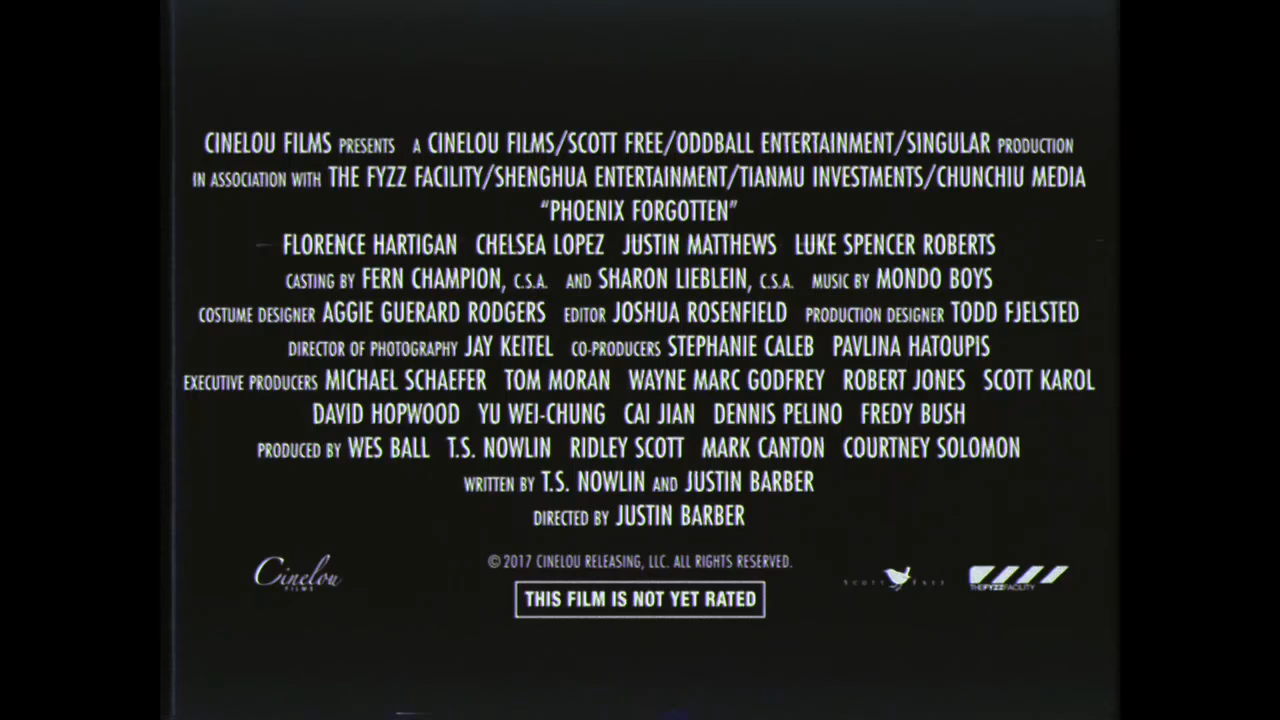 CINELOU FILMS PRESENTS A CINELOU FILMS/SCOTT FREE/ODDBALL ENTERTAINMENT/SINGULAR PRODUCTION
IN ASSOCIATION WITH THE FYZZ FACILITY/SHENGHUA ENTERTAINMENT/TIANMU INVESTMENTS/CHUNCHIU MEDIA
“PHOENIX FORGOTTEN”
FLORENCE HARTIGAN CHELSEA LOPEZ JUSTIN MATTHEWS LUKE SPENCER ROBERTS
CASTING BY FERN CHAMPION, C.S.A. AND SHARON LIEBLEIN, C.S.A. MUSIC BY MONDO BOYS
COSTUME DESIGNER AGGIE GUERARD RODGERS EDITOR JOSHUA ROSENFIELD PRODUCTION DESIGNER TODD FJELSTED
DIRECTOR OF PHOTOGRAPHY JAY KEITEL CO-PRODUCERS STEPHANIE CALEB PAVLINA HATOUPIS
EXECUTIVE PRODUCERS MICHAEL SCHAEFER TOM MORAN WAYNE MARC GODFREY ROBERT JONES SCOTT KAROL
DAVID HOPWOOD YU WEI-CHUNG CAI JIAN DENNIS PELINO FREDY BUSH
PRODUCED BY WES BALL T.S. NOWLIN RIDLEY SCOTT MARK CANTON COURTNEY SOLOMON
WRITTEN BY T.S. NOWLIN AND JUSTIN BARBER
DIRECTED BY JUSTIN BARBER
© 2017 CINELOU RELEASING, LLC. ALL RIGHTS RESERVED.
THIS FILM IS NOT YET RATED
Cinelou
FILMS
SCOTT FREE
THEFYZZFACILITY